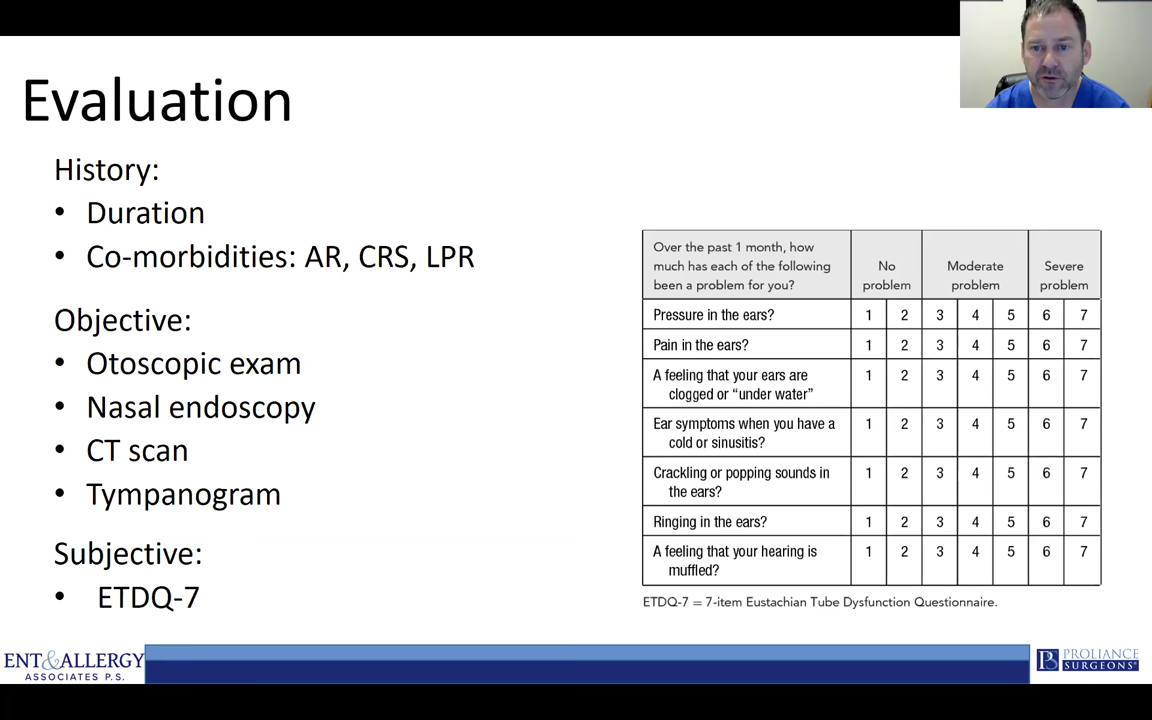 Evaluation
History:
• Duration
• Co-morbidities: AR, CRS, LPR
Objective:
• Otoscopic exam
• Nasal endoscopy
• CT scan
• Tympanogram
Subjective:
• ETDQ-7
Over the past 1 month, how
much has each of the following
been a problem for you?
No
problem
Moderate
problem
Severe
problem
Pressure in the ears? 1 2 3 4 5 6 7
Pain in the ears? 1 2 3 4 5 6 7
A feeling that your ears are 1 2 3 4 5 6 7
clogged or “under water”
Ear symptoms when you have a 1 2 3 4 5 6 7
cold or sinusitis?
Crackling or popping sounds in 1 2 3 4 5 6 7
the ears?
Ringing in the ears? 1 2 3 4 5 6 7
A feeling that your hearing is 1 2 3 4 5 6 7
muffled?
ETDQ-7 = 7-item Eustachian Tube Dysfunction Questionnaire.
ENT&ALLERGY
ASSOCIATES P.S.
PROLIANCE
SURGEONS®